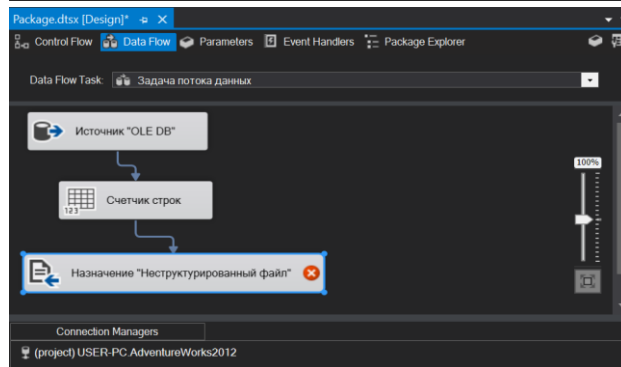 Package.dtsx [Design]*
Control Flow Data Flow Parameters Event Handlers Package Explorer
Data Flow Task: Задача потока данных
Источник "OLE DB"
100%
123 Счетчик строк
Назначение "Неструктурированный файл"
Connection Managers
(project) USER-PC.AdventureWorks2012